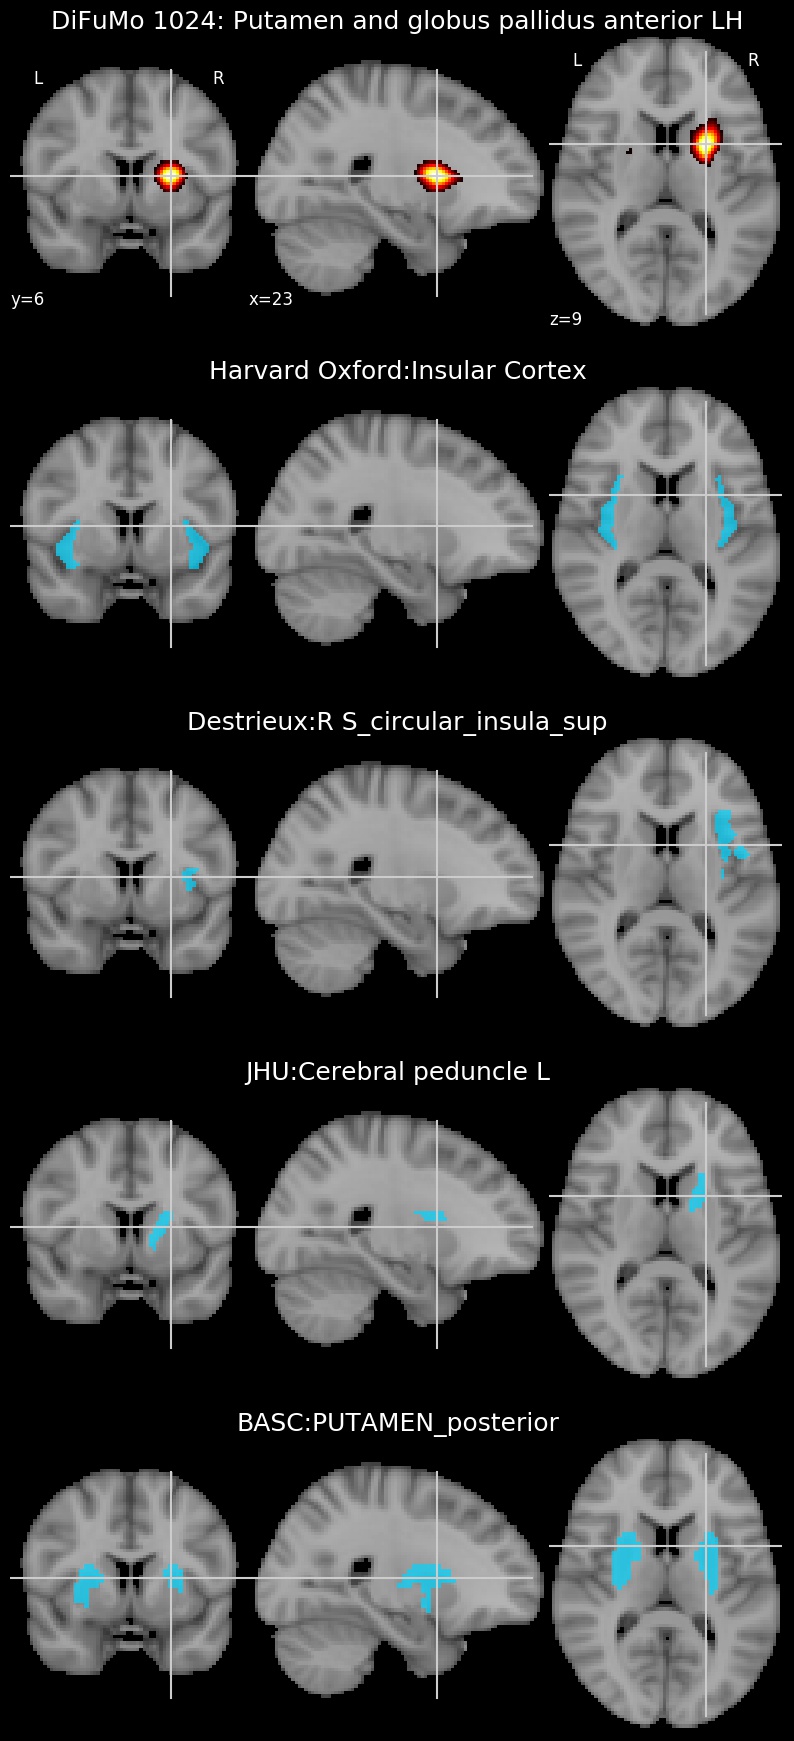 DiFuMo 1024: Putamen and globus pallidus anterior LH
L R L R
y=6 x=23 z=9
Harvard Oxford:Insular Cortex
Destrieux:R S_circular_insula_sup
JHU:Cerebral peduncle L
BASC:PUTAMEN_posterior